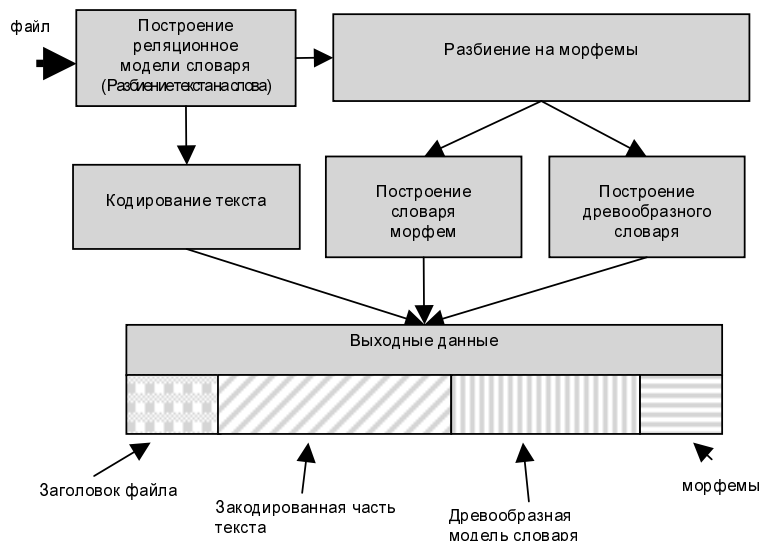 файл
Построение
реляционное
модели словаря
(Разбиение текста на слова)
Разбиение на морфемы
Кодирование текста
Построение
словаря
морфем
Построение
древообразного
словаря
Выходные данные
Заголовок файла
Закодированная часть
текста
Древообразная
модель словаря
морфемы